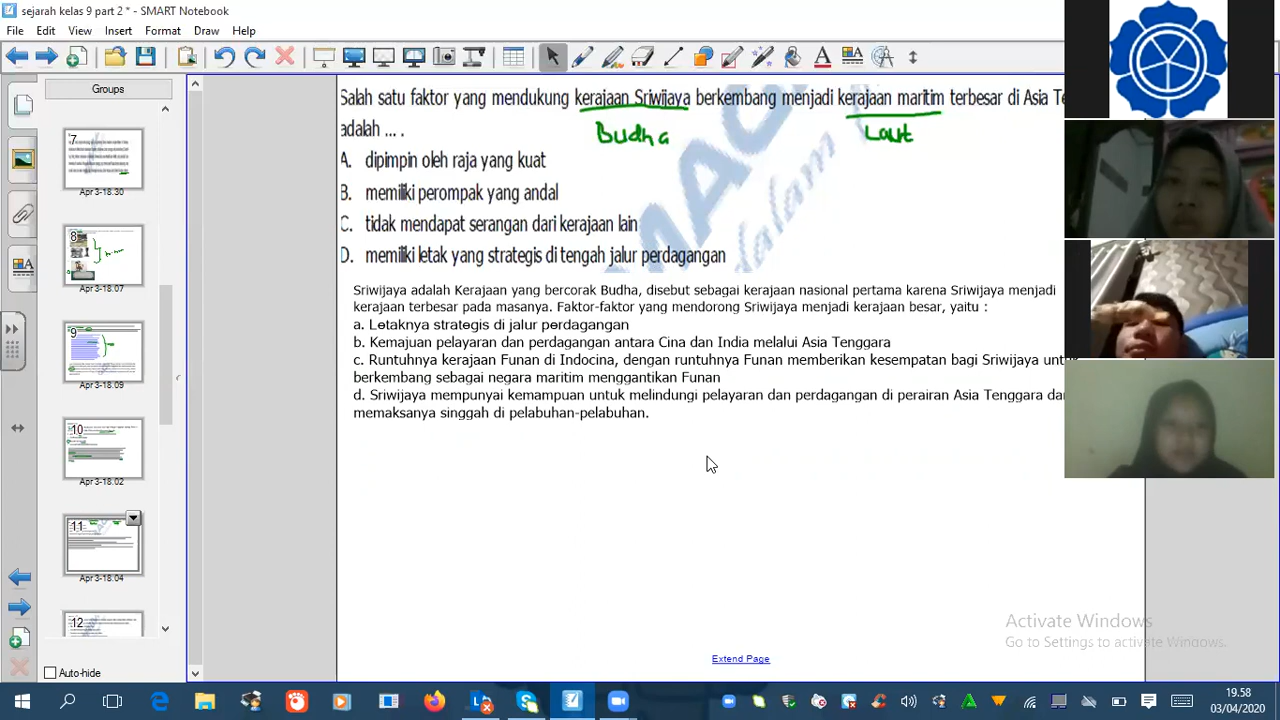 sejarah kelas 9 part 2 * - SMART Notebook
File Edit View Insert Format Draw Help
Groups
7
Apr 3-18.30
8
Apr 3-18.07
9
Apr 3-18.09
10
Apr 3-18.02
11
Apr 3-18.04
12
Auto-hide
Salah satu faktor yang mendukung kerajaan Sriwijaya berkembang menjadi kerajaan maritim terbesar di Asia
adalah ... .
Budha
Laut
A. dipimpin oleh raja yang kuat
B. memiliki perompak yang andal
C. tidak mendapat serangan dari kerajaan lain
D. memiliki letak yang strategis di tengah jalur perdagangan
Sriwijaya adalah Kerajaan yang bercorak Budha, disebut sebagai kerajaan nasional pertama karena Sriwijaya menjadi
kerajaan terbesar pada masanya. Faktor-faktor yang mendorong Sriwijaya menjadi kerajaan besar, yaitu :
a. Letaknya strategis di jalur perdagangan
b. Kemajuan pelayaran dan perdagangan antara Cina dan India melalui Asia Tenggara
c. Runtuhnya kerajaan Funan di Indocina, dengan runtuhnya Funan memberikan kesempatan bagi Sriwijaya untuk
berkembang sebagai negara maritim menggantikan Funan
d. Sriwijaya mempunyai kemampuan untuk melindungi pelayaran dan perdagangan di perairan Asia Tenggara dan
memaksanya singgah di pelabuhan-pelabuhan.
Activate Windows
Go to Settings to activate Windows.
Extend Page
19.58
03/04/2020